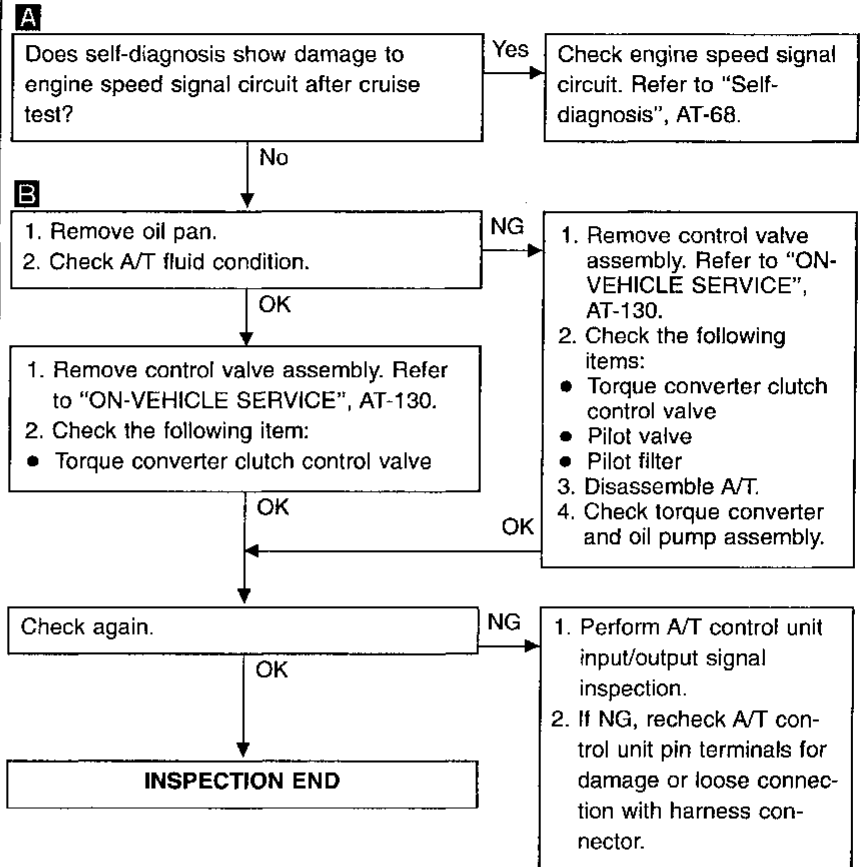 A
Does self-diagnosis show damage to
engine speed signal circuit after cruise
test?
Yes
Check engine speed signal
circuit. Refer to "Self-
diagnosis", AT-68.
No
B
1. Remove oil pan.
2. Check A/T fluid condition.
NG
1. Remove control valve
assembly. Refer to "ON-
VEHICLE SERVICE",
AT-130.
2. Check the following
items:
● Torque converter clutch
control valve
● Pilot valve
● Pilot filter
3. Disassemble A/T.
4. Check torque converter
and oil pump assembly.
OK
1. Remove control valve assembly. Refer
to "ON-VEHICLE SERVICE", AT-130.
2. Check the following item:
● Torque converter clutch control valve
OK
OK
Check again.
NG
1. Perform A/T control unit
input/output signal
inspection.
2. If NG, recheck A/T con-
trol unit pin terminals for
damage or loose connec-
tion with harness con-
nector.
OK
INSPECTION END